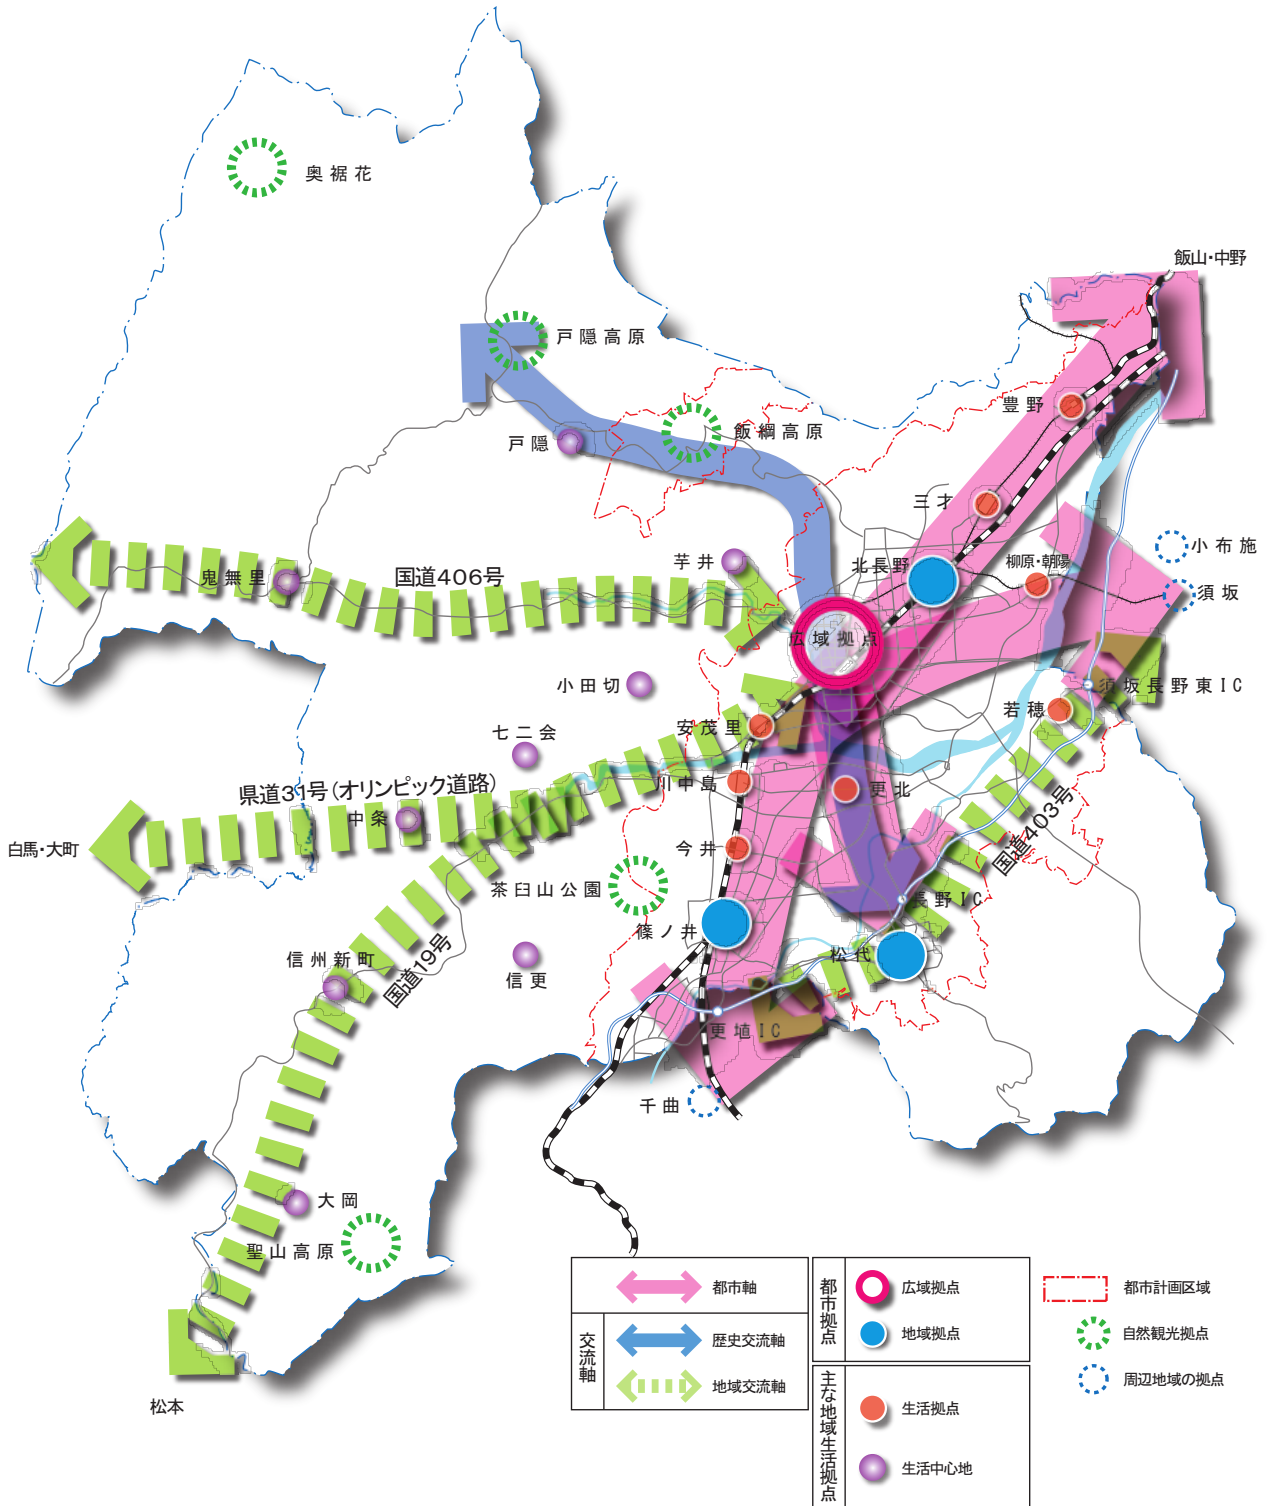 奥裾花
飯山・中野
戸隠高原
豊野
飯綱高原
戸隠
三才
小布施
芋井
北長野
柳原・朝陽
国道406号
鬼無里
須坂
広域拠点
小田切
須坂長野東IC
若穂
安茂里
七二会
川中島
県道31号(オリンピック道路)
更北
中条
国道403号
白馬・大町
今井
茶臼山公園
長野IC
篠ノ井
松代
信州新町
国道19号
信更
更埴IC
千曲
大岡
聖山高原
松本
都市軸
交流軸
歴史交流軸
地域交流軸
都市拠点
広域拠点
地域拠点
主な地域生活拠点
生活拠点
生活中心地
都市計画区域
自然観光拠点
周辺地域の拠点